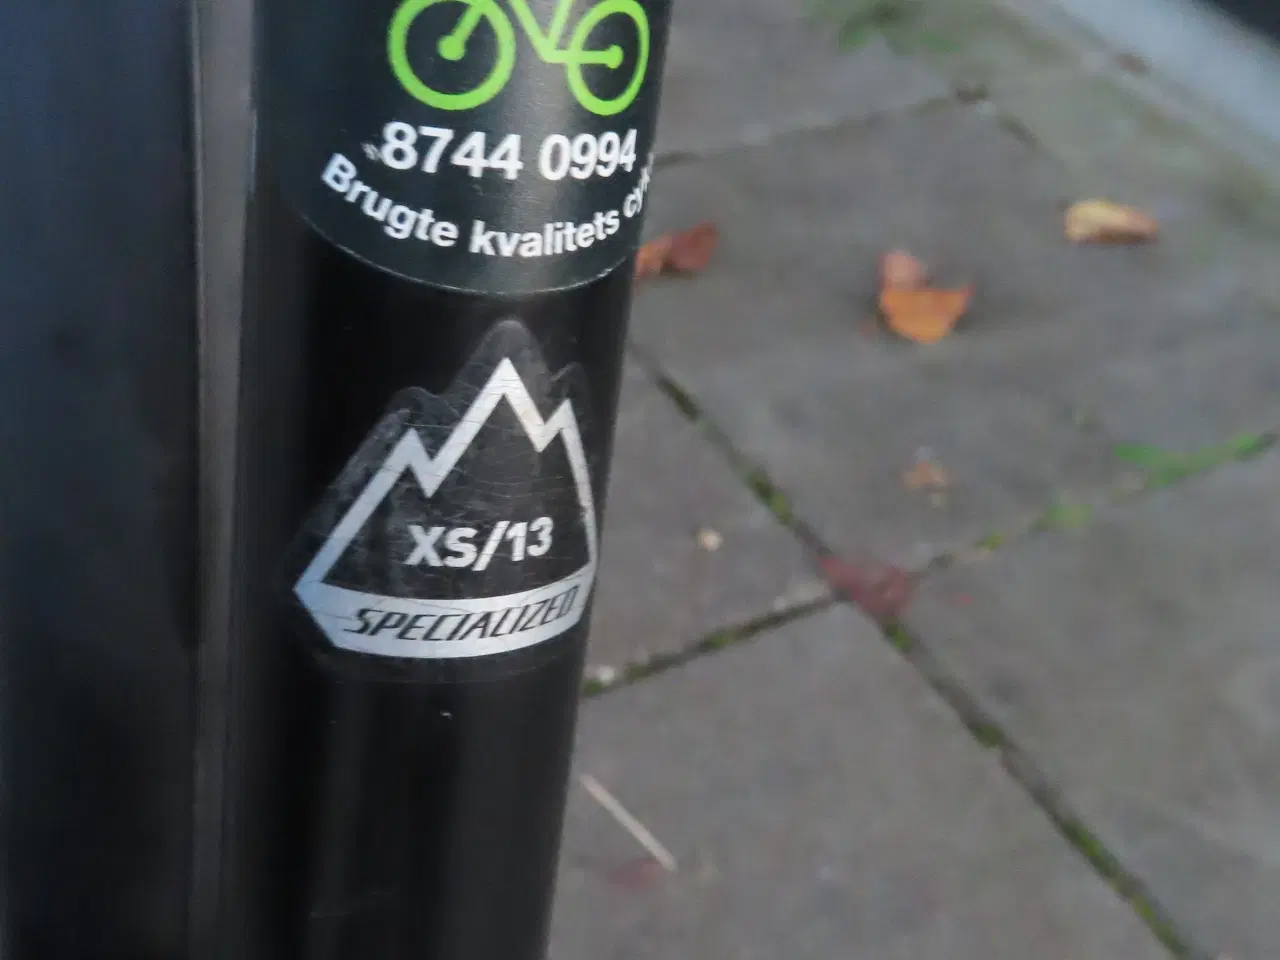 8744 0994
Brugte kvalitets
XS/13
SPECIALIZED